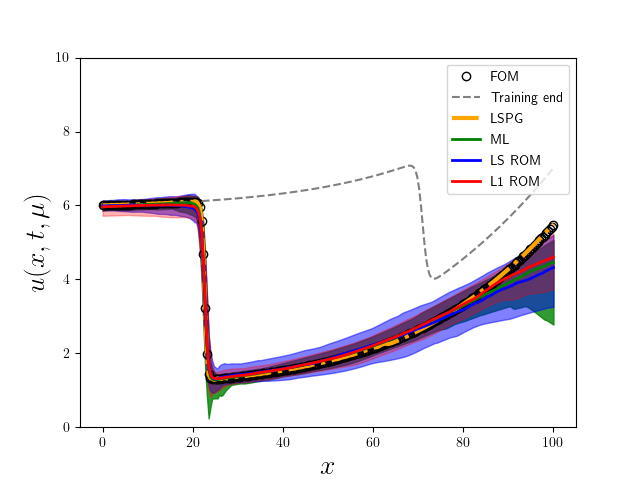 10
8
6
4
2
0
u(x, t, μ)
0 20 40 60 80 100
x
FOM
Training end
LSPG
ML
LS ROM
L1 ROM